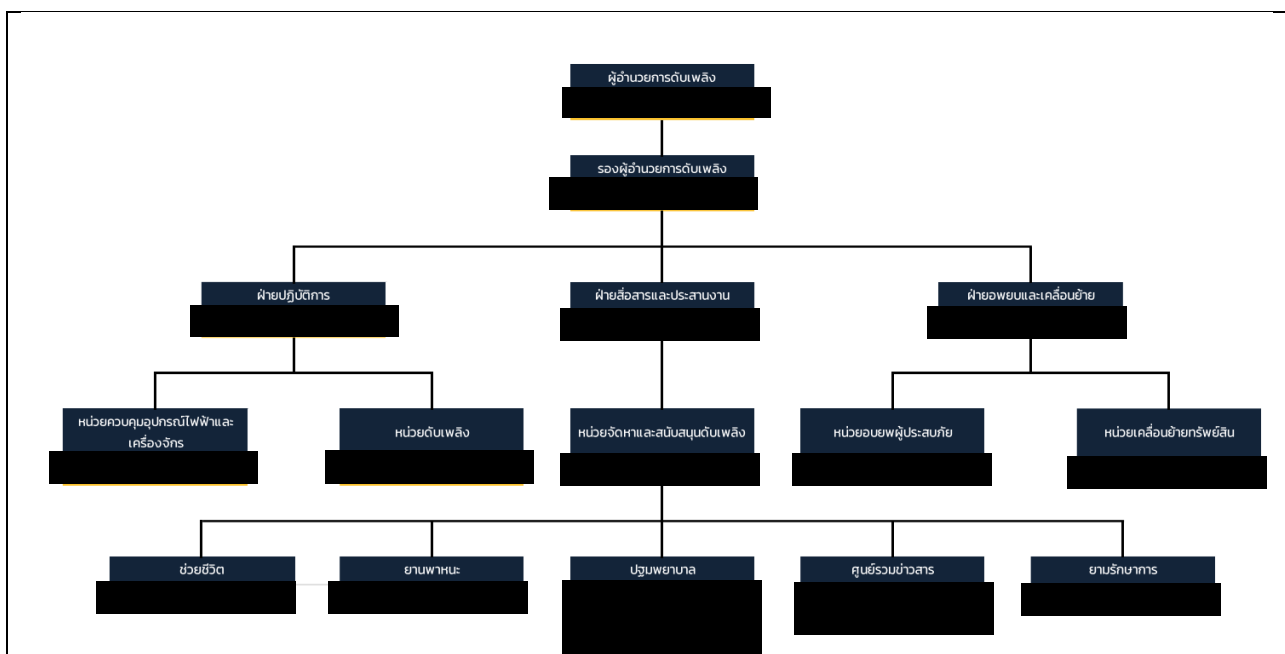 ผู้อำนวยการดับเพลิง
รองผู้อำนวยการดับเพลิง
ฝ่ายปฏิบัติการ
ฝ่ายสื่อสารและประสานงาน
ฝ่ายอพยบและเคลื่อนย้าย
หน่วยควบคุมอุปกรณ์ไฟฟ้าและ
เครื่องจักร
หน่วยดับเพลิง
หน่วยจัดหาและสนับสนุนดับเพลิง
หน่วยอบยพผู้ประสบภัย
หน่วยเคลื่อนย้ายทรัพย์สิน
ช่วยชีวิต
ยานพาหนะ
ปฐมพยาบาล
ศูนย์รวมข่าวสาร
ยามรักษาการ